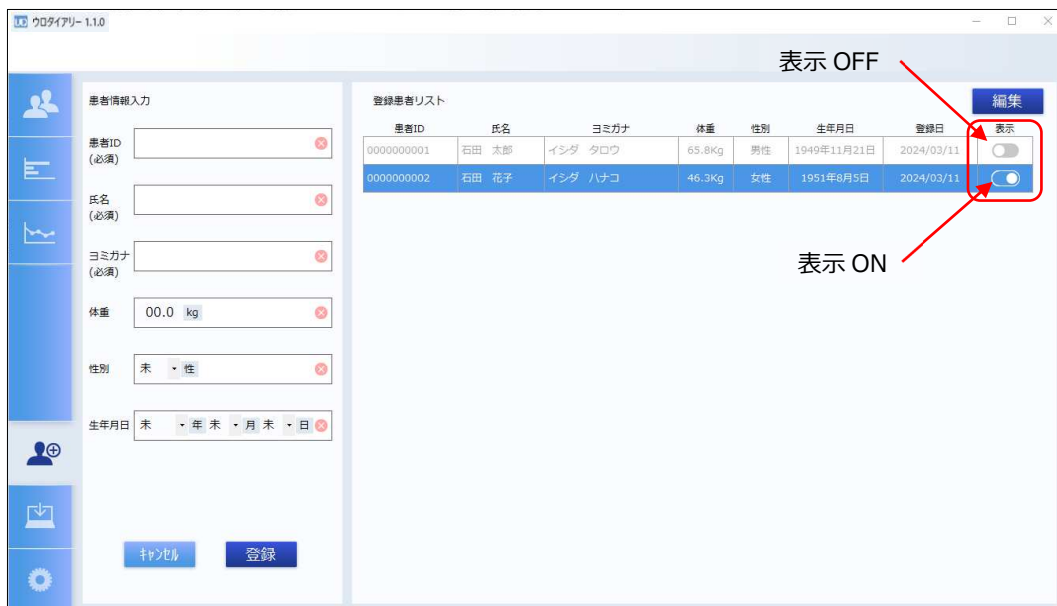 UD ウロダイアリー 1.1.0
表示 OFF
患者情報入力
登録患者リスト
編集
患者ID 氏名 ヨミガナ 体重 性別 生年月日 登録日 表示
0000000001 石田 太郎 イシダ タロウ 65.8Kg 男性 1949年11月21日 2024/03/11
0000000002 石田 花子 イシダ ハナコ 46.3Kg 女性 1951年8月5日 2024/03/11
表示 ON
患者ID
(必須)
氏名
(必須)
ヨミガナ
(必須)
体重 00.0 kg
性別 未 性
生年月日 未 年 未 月 未 日
ｷｬﾝｾﾙ 登録